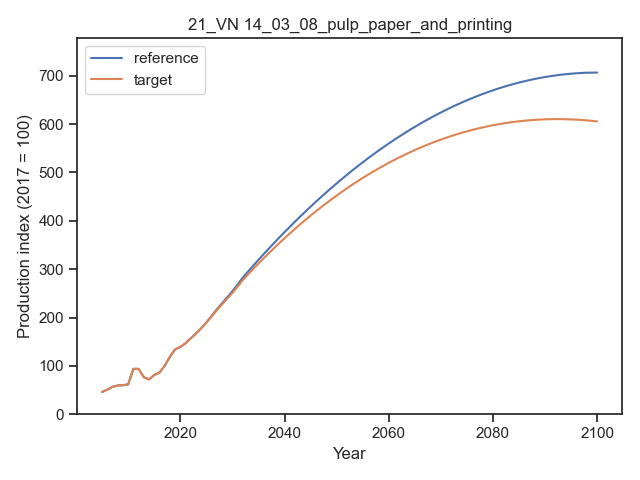 21_VN 14_03_08_pulp_paper_and_printing
reference
target
Production index (2017 = 100)
700
600
500
400
300
200
100
0
2020
2040
2060
2080
2100
Year